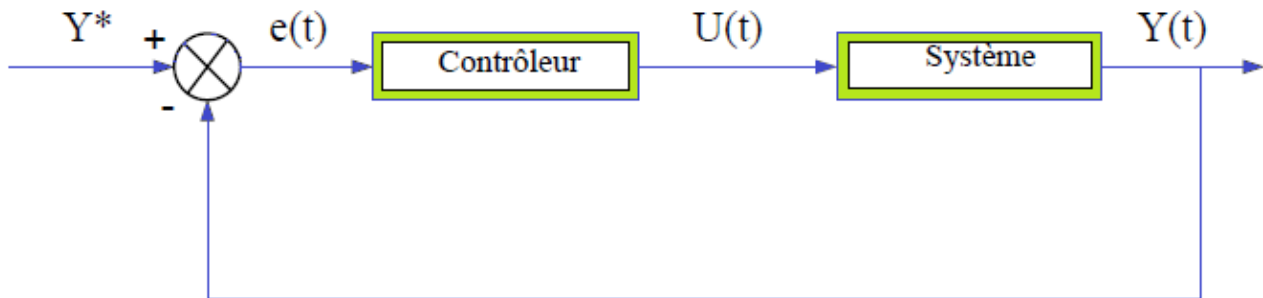 Y*
+
e(t)
Contrôleur
U(t)
Système
Y(t)
-